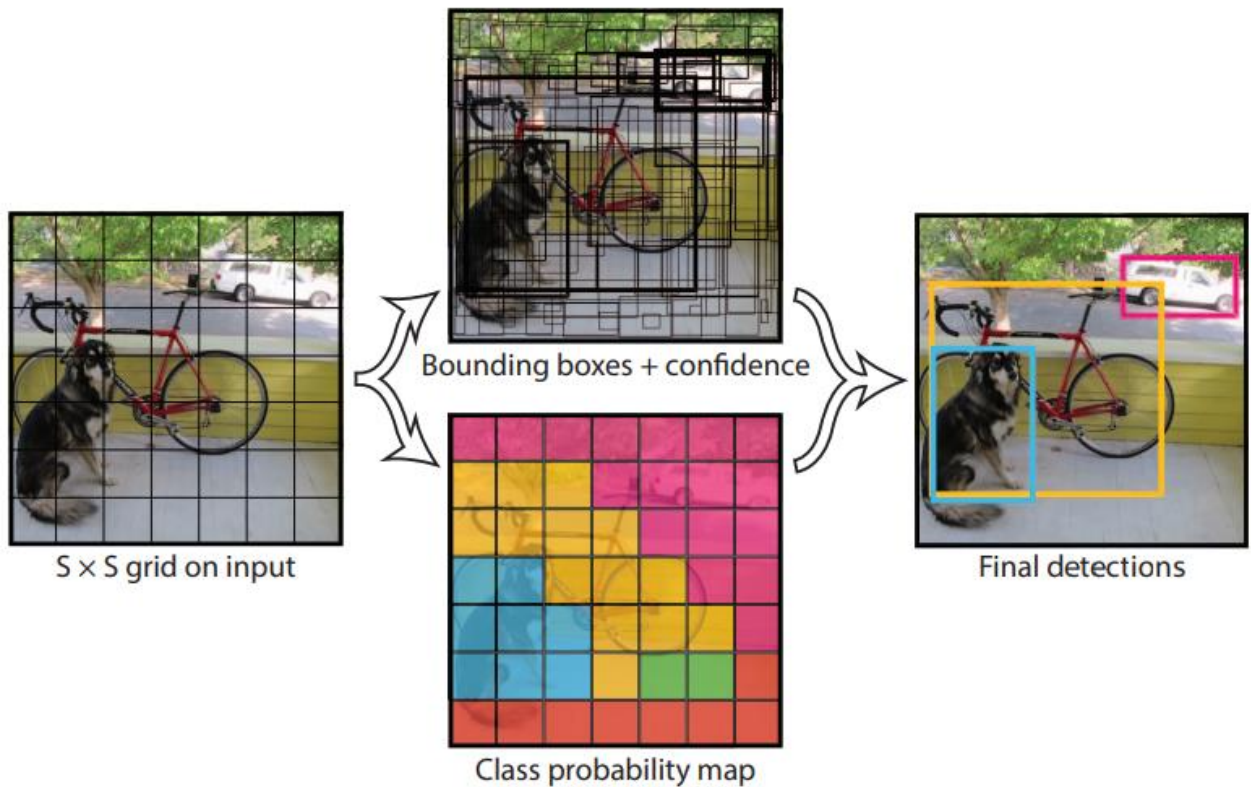 Bounding boxes + confidence
S × S grid on input
Final detections
Class probability map